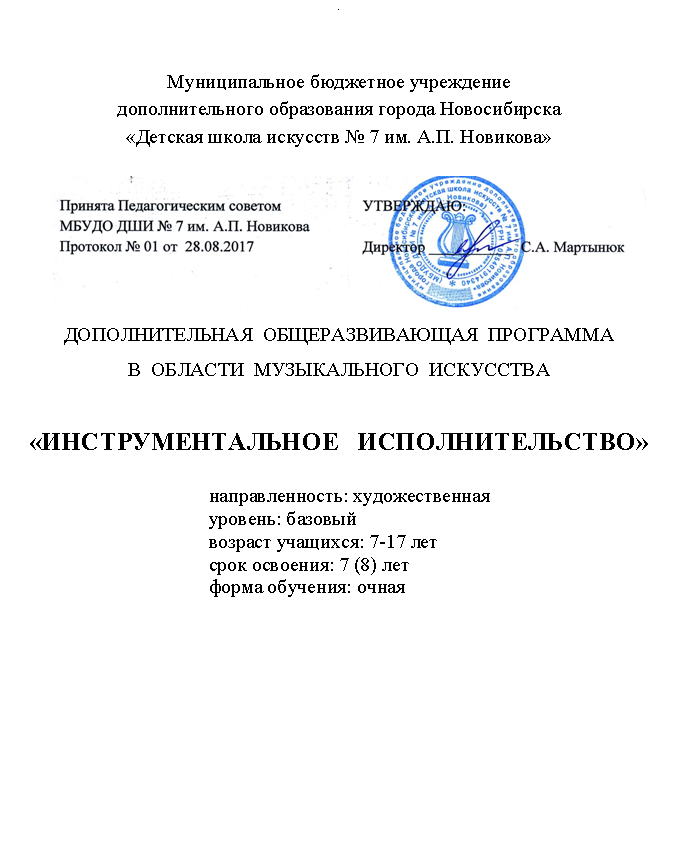 Муниципальное бюджетное учреждение
дополнительного образования города Новосибирска
«Детская школа искусств № 7 им. А.П. Новикова»
Принята Педагогическим советом
МБУДО ДШИ № 7 им. А.П. Новикова
Протокол № 01 от 28.08.2017
УТВЕРЖДАЮ:
Директор С.А. Мартынюк
ДОПОЛНИТЕЛЬНАЯ ОБЩЕРАЗВИВАЮЩАЯ ПРОГРАММА
В ОБЛАСТИ МУЗЫКАЛЬНОГО ИСКУССТВА
«ИНСТРУМЕНТАЛЬНОЕ ИСПОЛНИТЕЛЬСТВО»
направленность: художественная
уровень: базовый
возраст учащихся: 7-17 лет
срок освоения: 7 (8) лет
форма обучения: очная